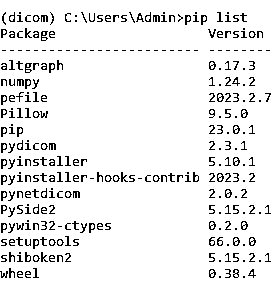 (dicom) C:\Users\Admin>pip list
Package Version
------------------------- --------
altgraph 0.17.3
numpy 1.24.2
pefile 2023.2.7
Pillow 9.5.0
pip 23.0.1
pydicom 2.3.1
pyinstaller 5.10.1
pyinstaller-hooks-contrib 2023.2
pynetdicom 2.0.2
PySide2 5.15.2.1
pywin32-ctypes 0.2.0
setuptools 66.0.0
shiboken2 5.15.2.1
wheel 0.38.4